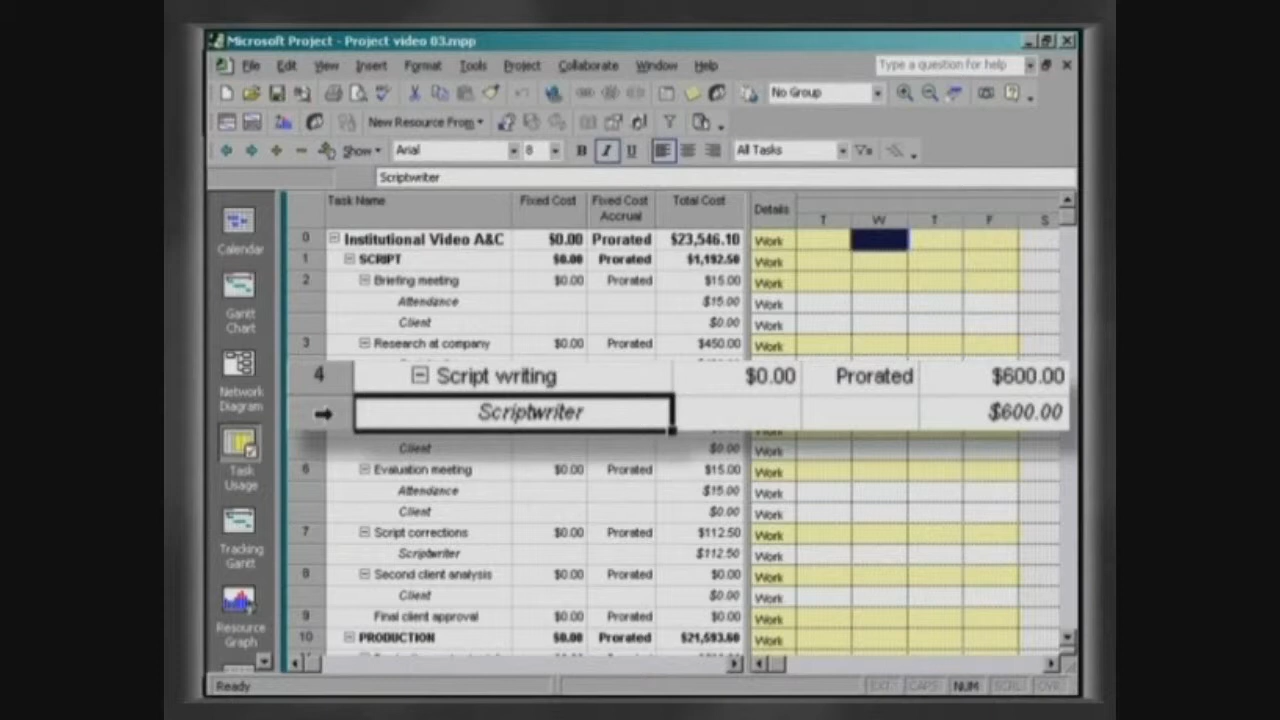 Microsoft Project - Project video 03.mpp
File Edit View Insert Format Tools Project Collaborate Window Help Type a question for help
No Group
New Resource From
Show Arial 8 B I U All Tasks
Scriptwriter
Task Name Fixed Cost Fixed Cost Accrual Total Cost Details T W T F S
0 Institutional Video A&C $0.00 Prorated $23,546.10 Work
1 SCRIPT $0.00 Prorated $1,192.50 Work
2 Briefing meeting $0.00 Prorated $15.00 Work
Attendance $15.00 Work
Client $0.00 Work
3 Research at company $0.00 Prorated $450.00 Work
4 Script writing $0.00 Prorated $600.00
Scriptwriter $600.00
Client $0.00 Work
6 Evaluation meeting $0.00 Prorated $15.00 Work
Attendance $15.00 Work
Client $0.00 Work
7 Script corrections $0.00 Prorated $112.50 Work
Scriptwriter $112.50 Work
8 Second client analysis $0.00 Prorated $0.00 Work
Client $0.00 Work
9 Final client approval $0.00 Prorated $0.00 Work
10 PRODUCTION $0.00 Prorated $21,593.60 Work
Calendar
Gantt Chart
Network Diagram
Task Usage
Tracking Gantt
Resource Graph
Ready EXT CAPS NUM SCRL OVR